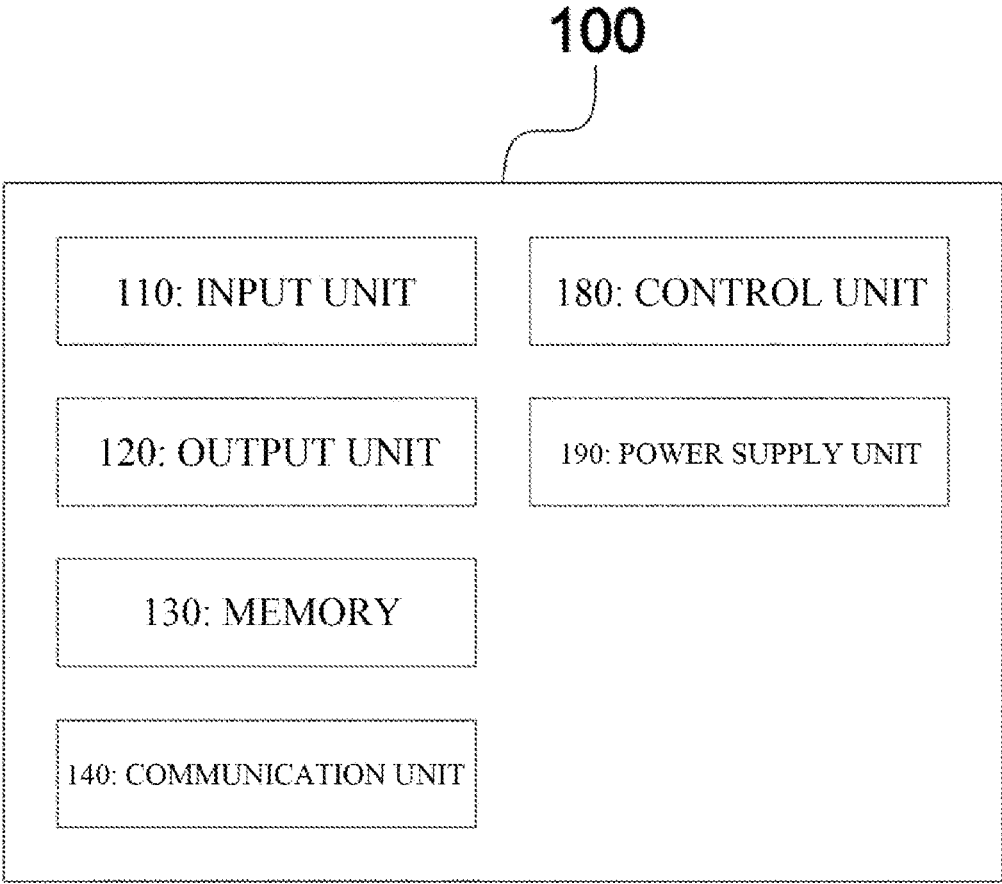 100
110: INPUT UNIT
120: OUTPUT UNIT
130: MEMORY
140: COMMUNICATION UNIT
180: CONTROL UNIT
190: POWER SUPPLY UNIT